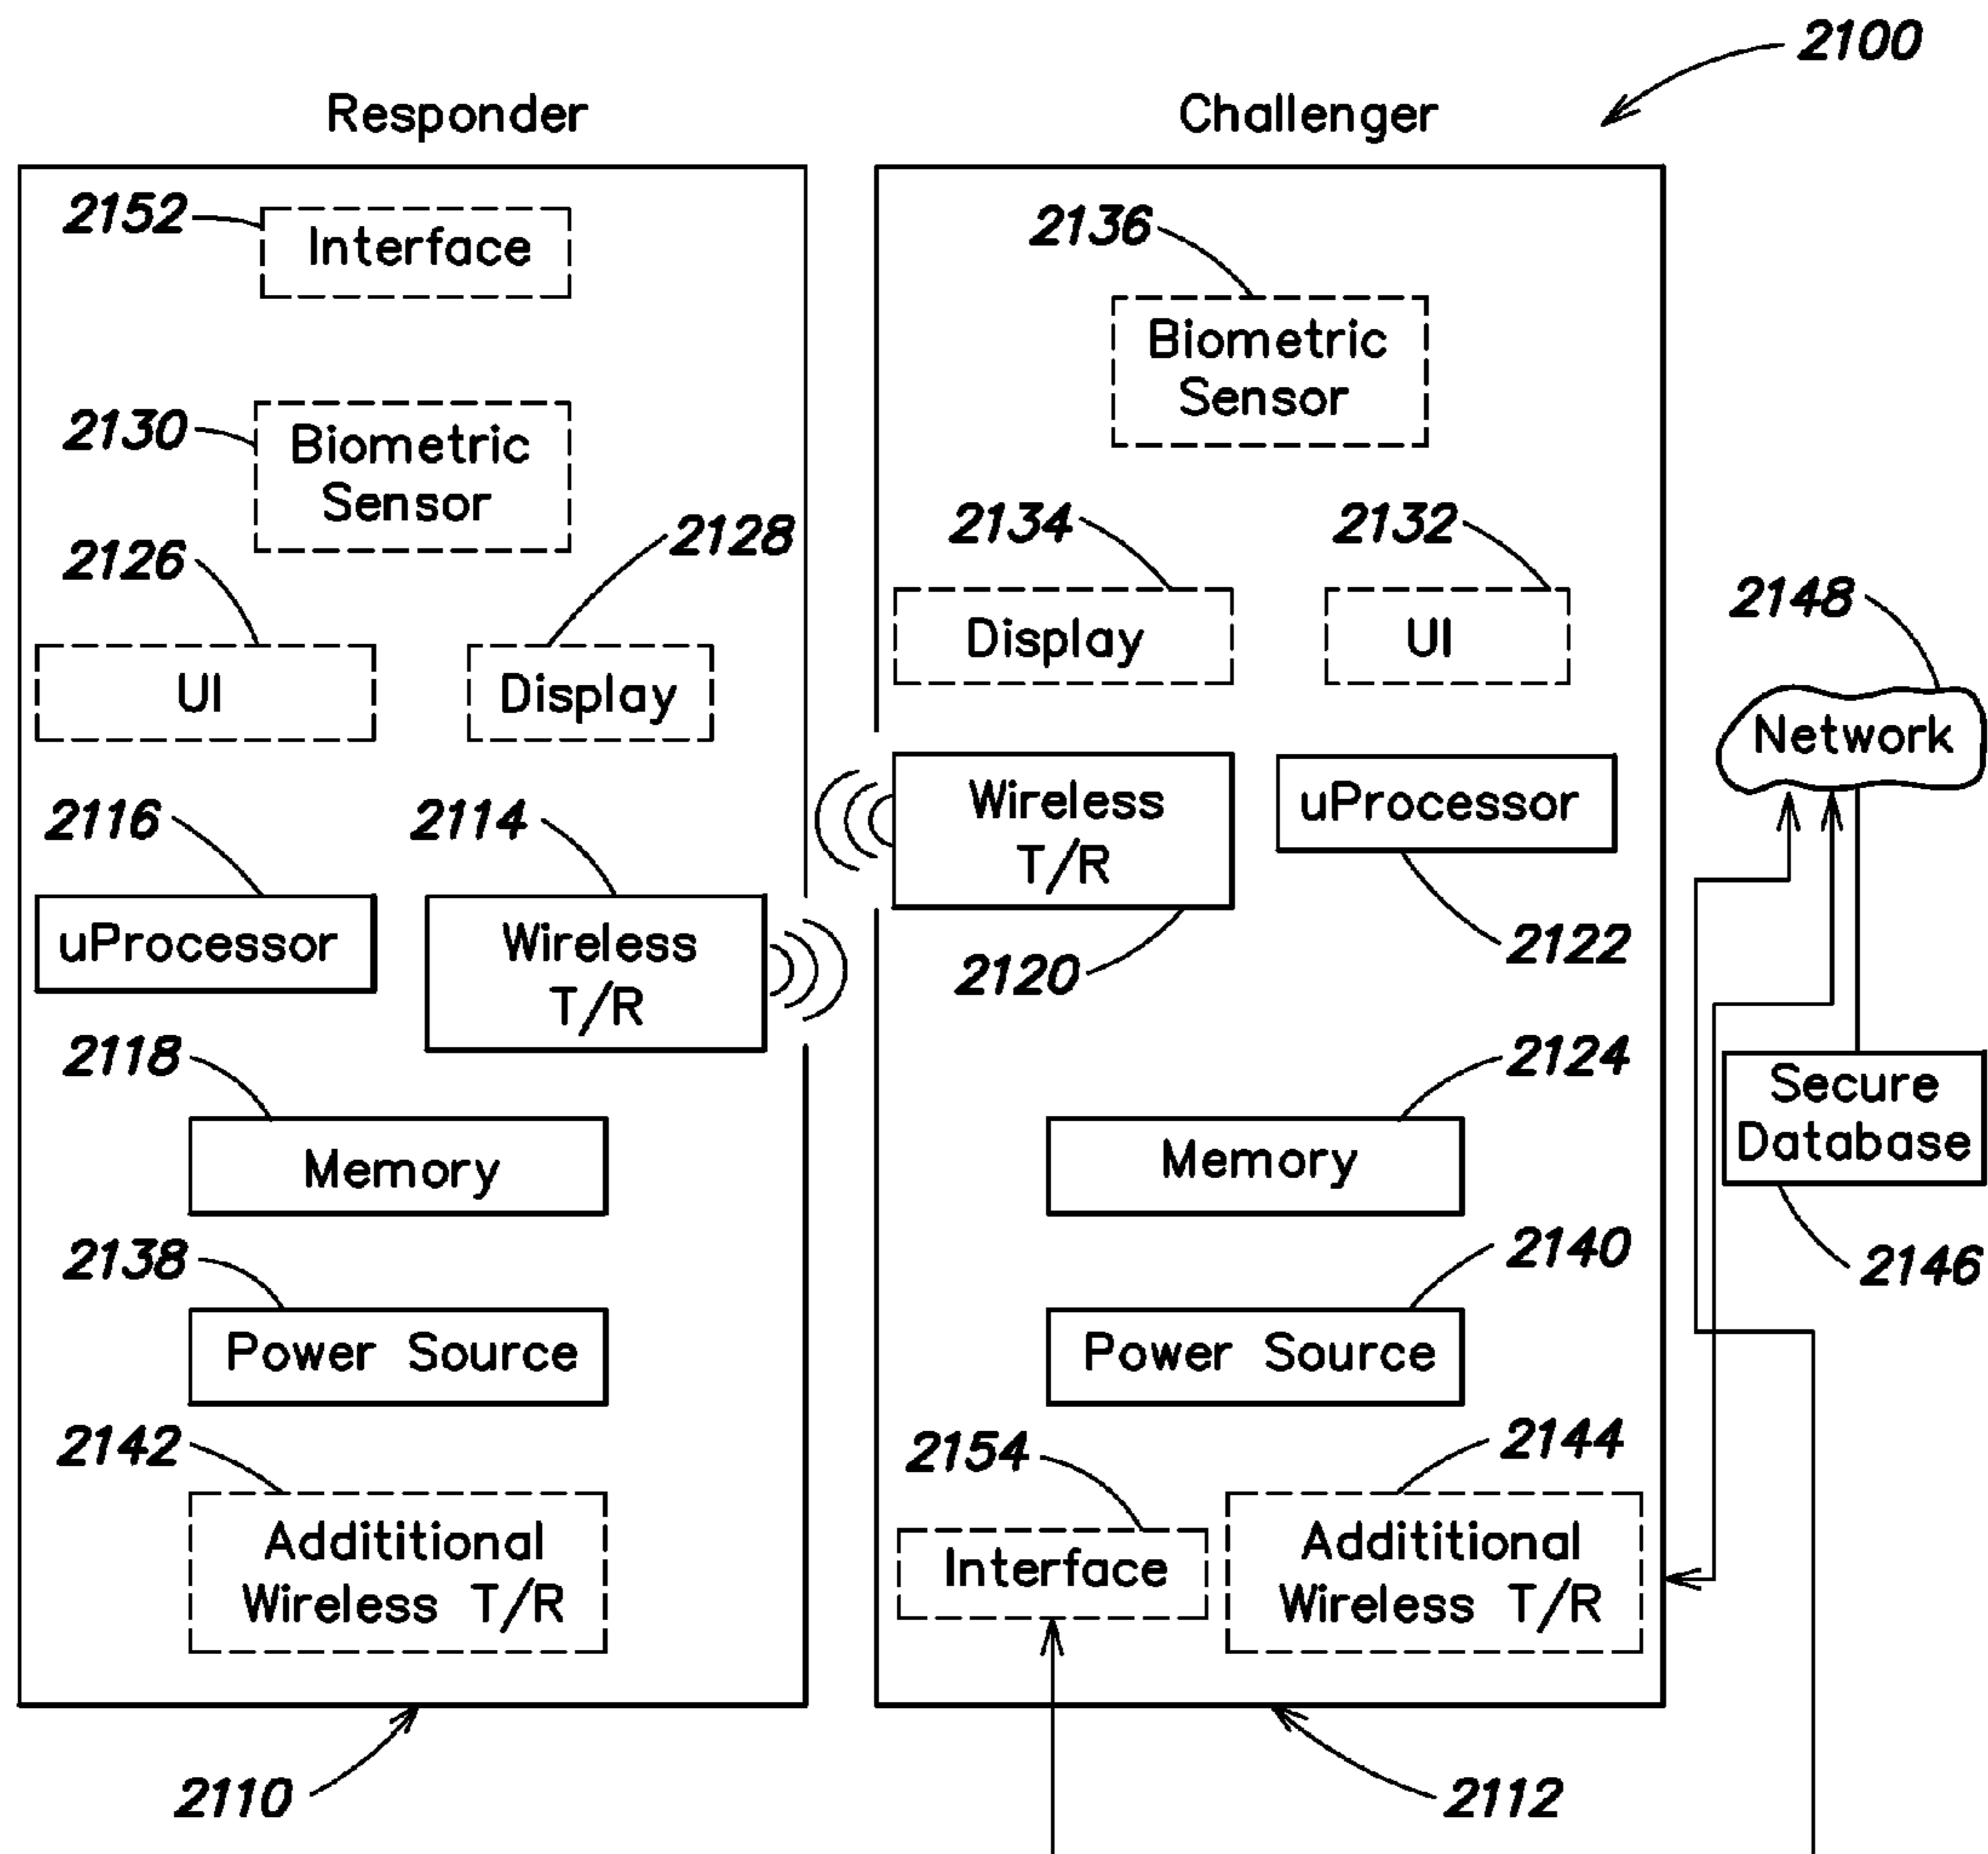 2100
Responder
Challenger
2152
Interface
2130
Biometric
Sensor
2126
2128
UI
Display
2116
2114
uProcessor
Wireless
T/R
2118
Memory
2138
Power Source
2142
Addititional
Wireless T/R
2110
2136
Biometric
Sensor
2134
2132
Display
UI
Wireless
T/R
uProcessor
2120
2122
2124
Memory
2140
Power Source
2154
2144
Interface
Addititional
Wireless T/R
2112
2148
Network
Secure
Database
2146